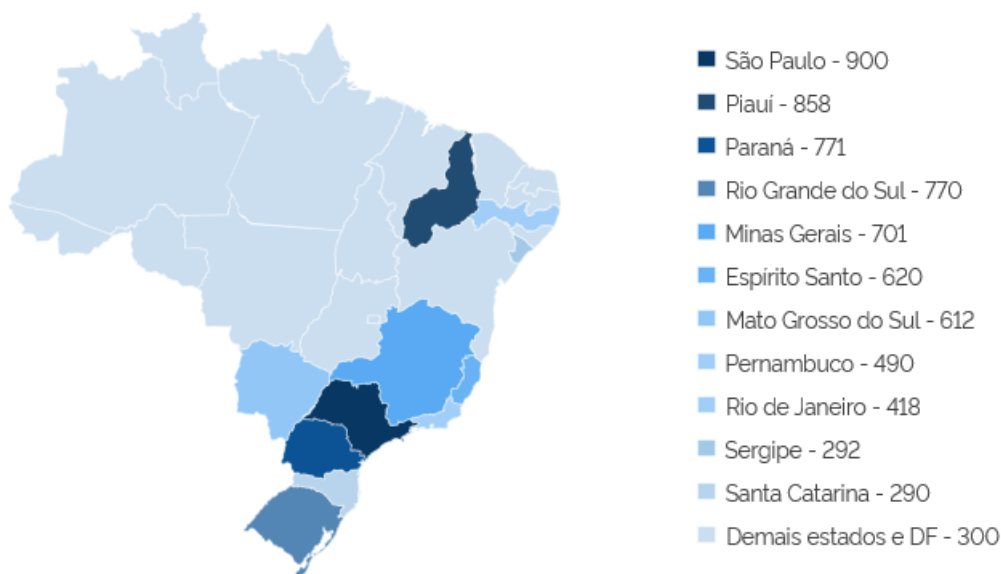 São Paulo - 900
Piauí - 858
Paraná - 771
Rio Grande do Sul - 770
Minas Gerais - 701
Espírito Santo - 620
Mato Grosso do Sul - 612
Pernambuco - 490
Rio de Janeiro - 418
Sergipe - 292
Santa Catarina - 290
Demais estados e DF - 300